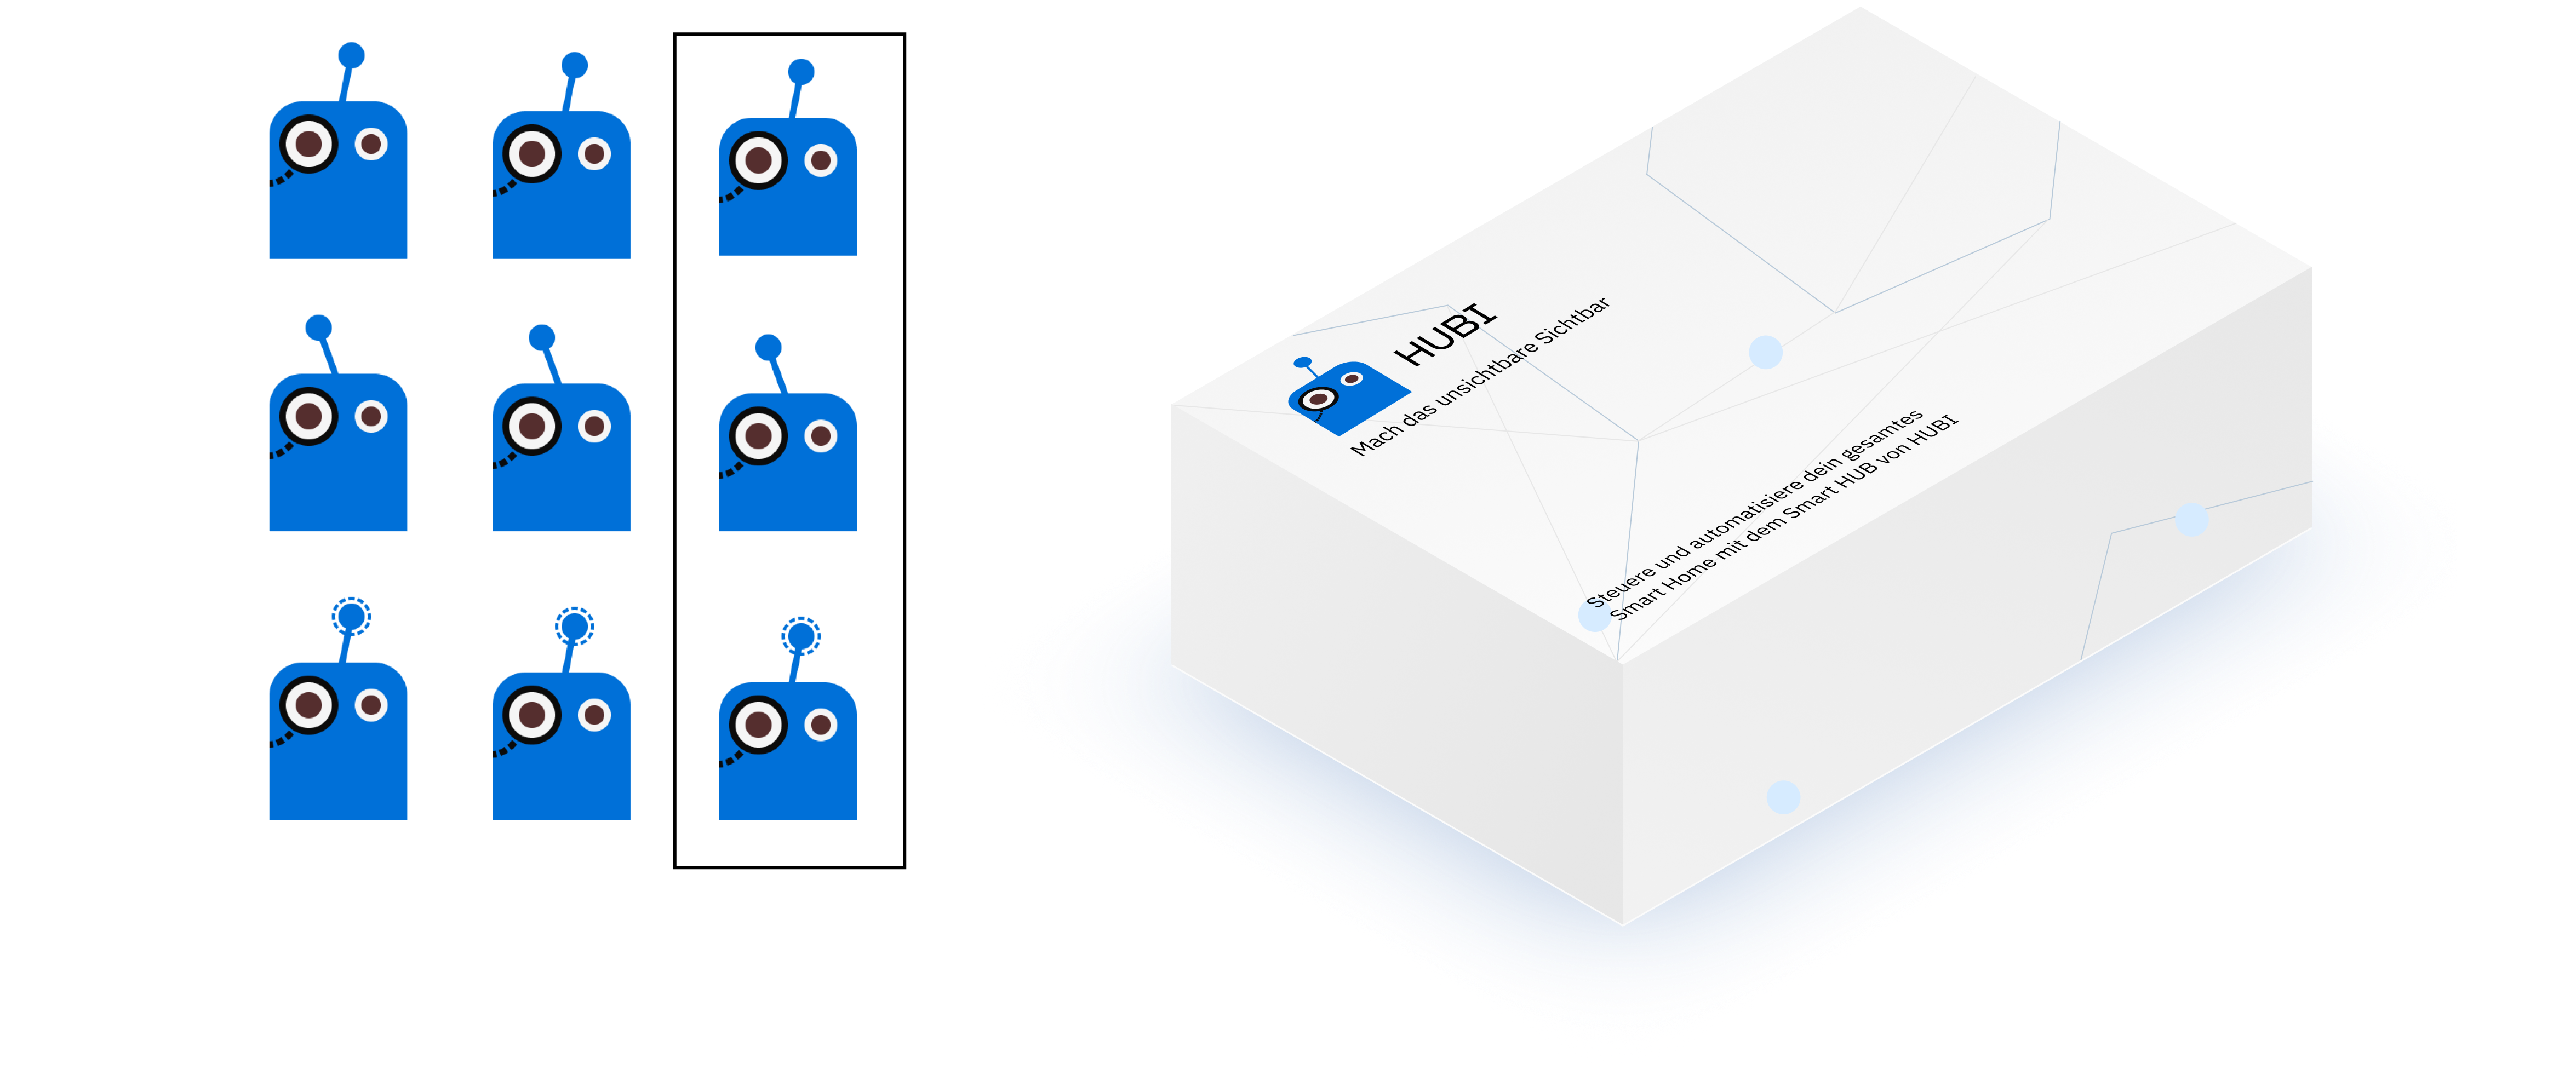 HUBI
Mach das unsichtbare Sichtbar
Steuere und automatisiere dein gesamtes
Smart Home mit dem Smart HUB von HUBI